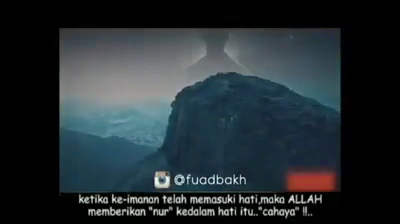 @fuadbakh
ketika ke-imanan telah memasuki hati,maka ALLAH
memberikan "nur" kedalam hati itu.."cahaya" !!..